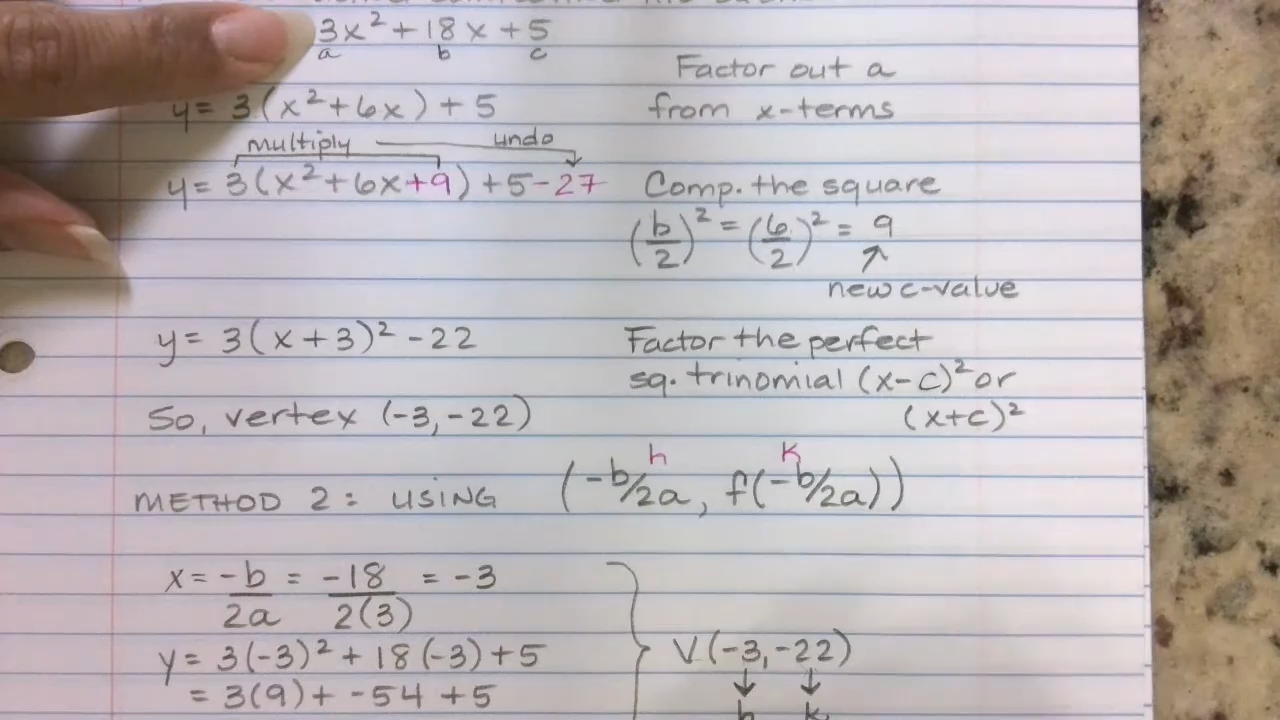 3x² + 18x + 5
a b c
Factor out a
y = 3(x² + 6x) + 5 from x-terms
multiply undo
y = 3(x² + 6x + 9) + 5 - 27 Comp. the square
(b/2)² = (6/2)² = 9
↗
new c-value
y = 3(x + 3)² - 22 Factor the perfect
sq. trinomial (x-c)² or
So, vertex (-3, -22) (x+c)²
h k
METHOD 2: USING (-b/2a, f(-b/2a))
x = -b/2a = -18/2(3) = -3
y = 3(-3)² + 18(-3) + 5 V(-3, -22)
= 3(9) + -54 + 5 ↓ ↓
h k